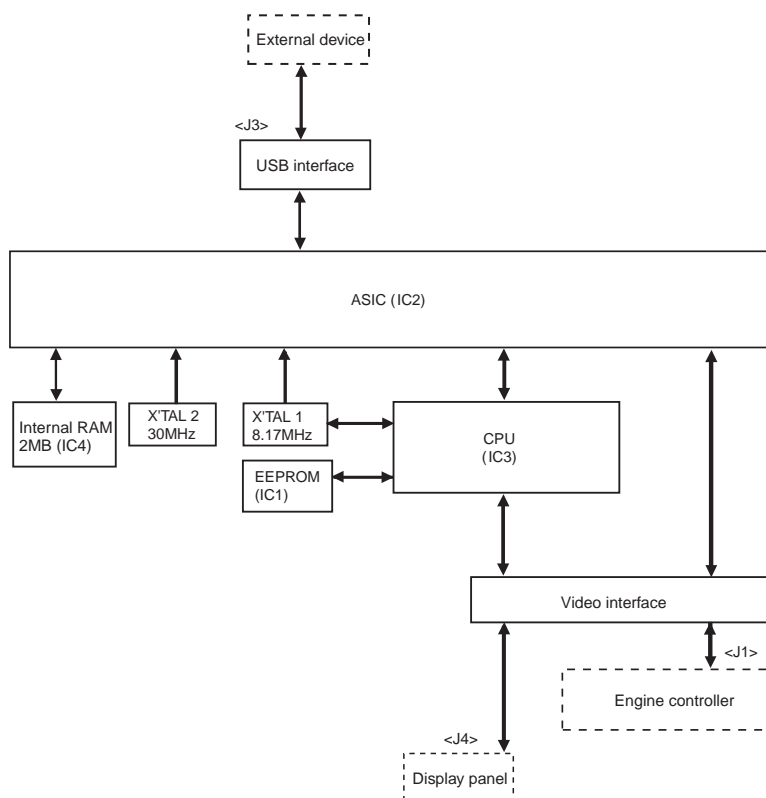 External device
<J3>
USB interface
ASIC (IC2)
Internal RAM
2MB (IC4)
X'TAL 2
30MHz
X'TAL 1
8.17MHz
CPU
(IC3)
EEPROM
(IC1)
Video interface
<J1>
Engine controller
<J4>
Display panel